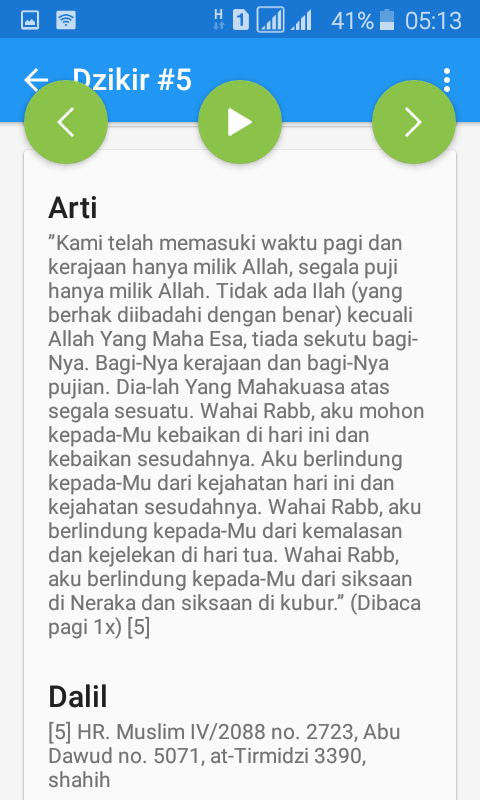 H 1 41% 05:13
Dzikir #5
Arti
”Kami telah memasuki waktu pagi dan
kerajaan hanya milik Allah, segala puji
hanya milik Allah. Tidak ada Ilah (yang
berhak diibadahi dengan benar) kecuali
Allah Yang Maha Esa, tiada sekutu bagi-
Nya. Bagi-Nya kerajaan dan bagi-Nya
pujian. Dia-lah Yang Mahakuasa atas
segala sesuatu. Wahai Rabb, aku mohon
kepada-Mu kebaikan di hari ini dan
kebaikan sesudahnya. Aku berlindung
kepada-Mu dari kejahatan hari ini dan
kejahatan sesudahnya. Wahai Rabb, aku
berlindung kepada-Mu dari kemalasan
dan kejelekan di hari tua. Wahai Rabb,
aku berlindung kepada-Mu dari siksaan
di Neraka dan siksaan di kubur.” (Dibaca
pagi 1x) [5]
Dalil
[5] HR. Muslim IV/2088 no. 2723, Abu
Dawud no. 5071, at-Tirmidzi 3390,
shahih